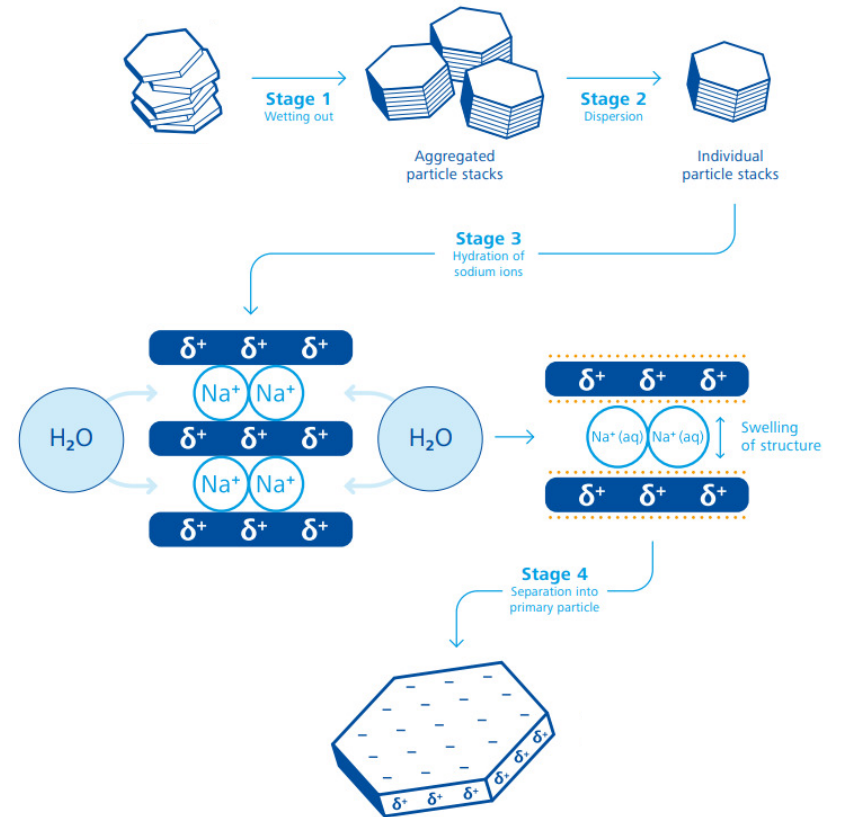 Stage 1
Wetting out
Stage 2
Dispersion
Aggregated
particle stacks
Individual
particle stacks
Stage 3
Hydration of
sodium ions
δ+ δ+ δ+
Na+ Na+
H₂O
δ+ δ+ δ+
H₂O
Na+ Na+
δ+ δ+ δ+
δ+ δ+ δ+
Na+ (aq) Na+ (aq)
Swelling
of structure
δ+ δ+ δ+
Stage 4
Separation into
primary particle
− − − − − − − − − − − − − − − − − −
δ+ δ+ δ+
δ+ δ+ δ+